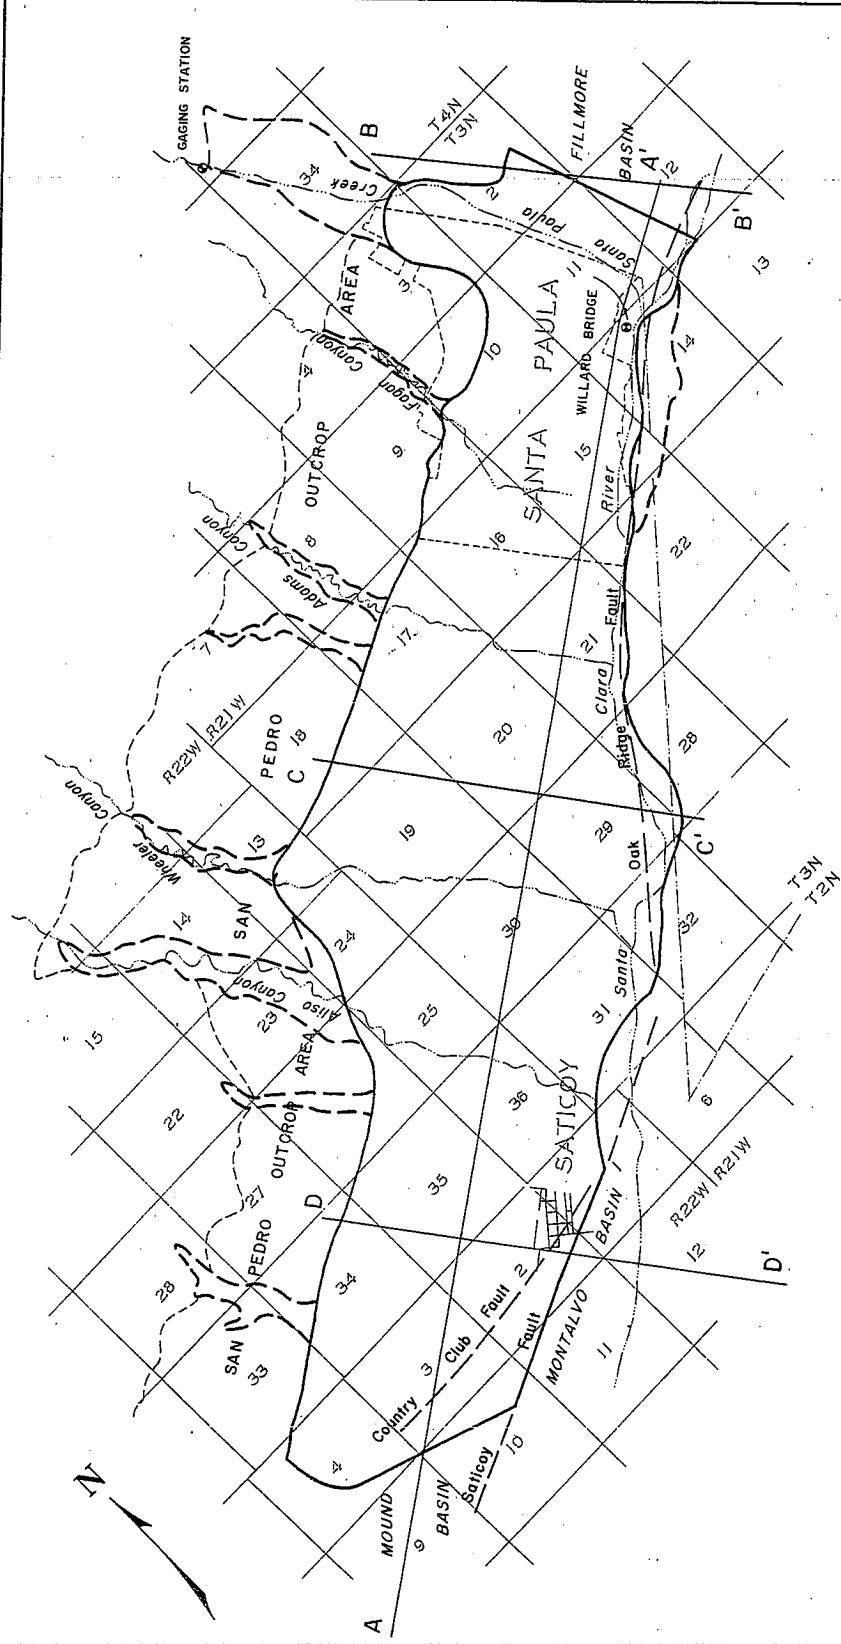 GAGING STATION
34
Creek
B
T4N
T3N
FILLMORE
BASIN
A'
12
B'
13
2
Santa Paula
11
3
AREA
Canyon
Fagan
4
10
SANTA PAULA
WILLARD BRIDGE
14
OUTCROP
9
15
River
Canyon
Adams
8
16
22
7
17
21
Fault
Clara
R22W R21W
PEDRO
18
C
20
Ridge
28
Canyon
Wheeler
13
19
29
Oak
C'
14
SAN
24
30
32
T3N
T2N
Santa
Canyon
Aliso
15
23
AREA
25
31
22
OUTCROP
36
SATICOY
6
27
PEDRO
D
35
1
BASIN
R22W R21W
12
D'
28
34
2
Fault
Club
Country
3
Fault
MONTALVO
11
SAN
33
4
10
Saticoy
MOUND
BASIN
9
A
N